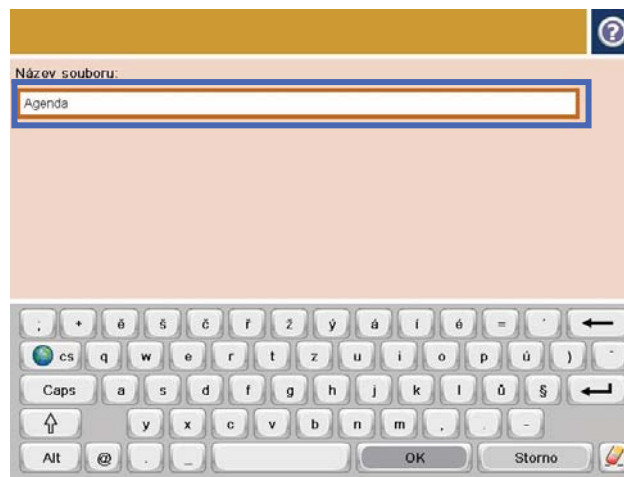 ?
Název souboru:
Agenda
; + ě š č ř ž ý á í é = ´ ←
cs q w e r t z u i o p ú ) ¨
Caps a s d f g h j k l ů §
y x c v b n m , . -
Alt @ . _ OK Storno